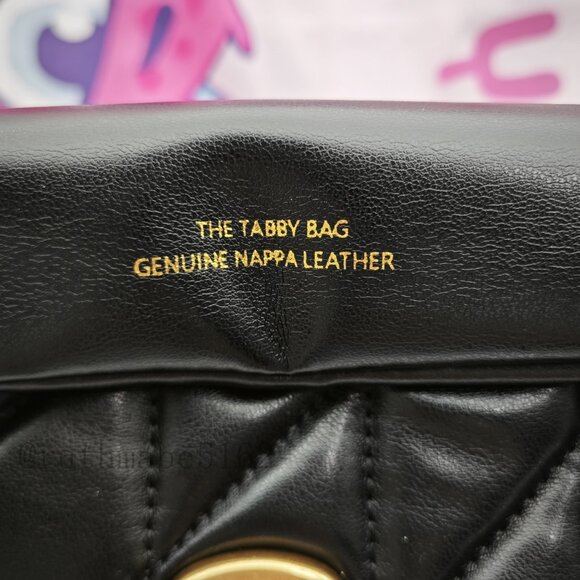 THE TABBY BAG
GENUINE NAPPA LEATHER